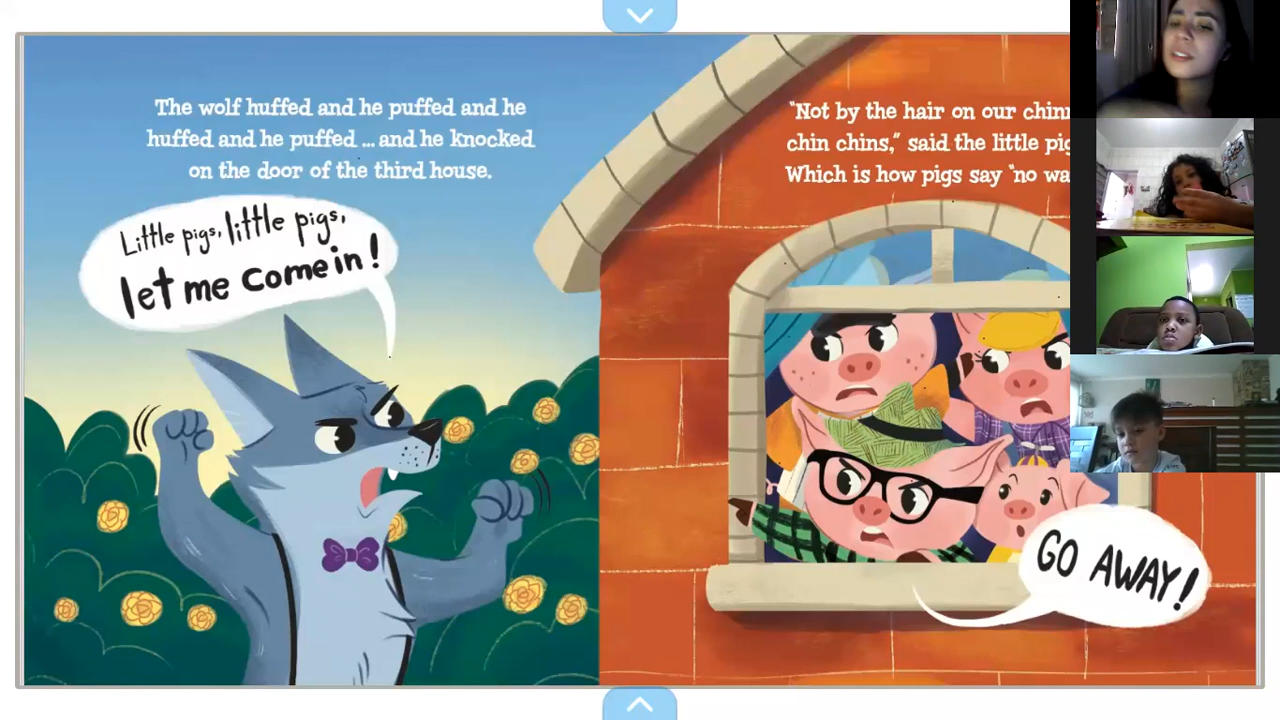 The wolf huffed and he puffed and he
huffed and he puffed ... and he knocked
on the door of the third house.
Little pigs, little pigs,
let me come in!
"Not by the hair on our
chin chins," said the little
Which is how pigs say "no
GO AWAY!